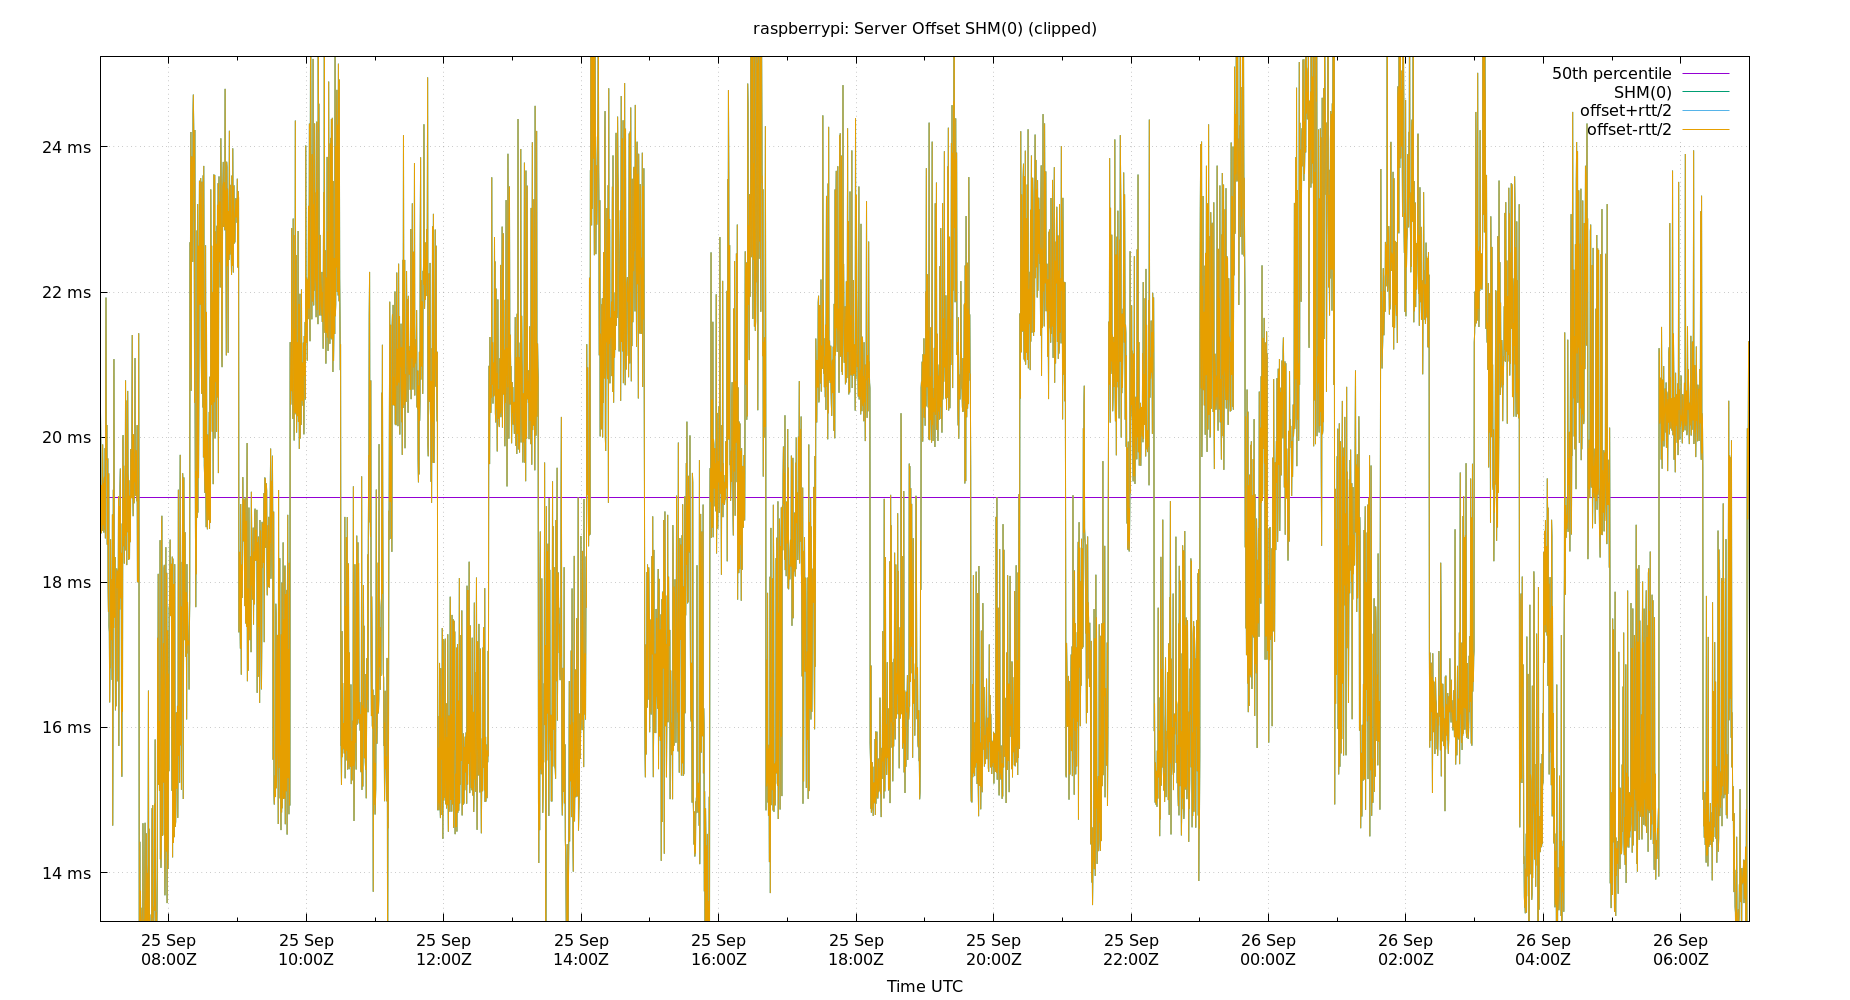 raspberrypi: Server Offset SHM(0) (clipped)
50th percentile
SHM(0)
offset+rtt/2
offset-rtt/2
24 ms
22 ms
20 ms
18 ms
16 ms
14 ms
25 Sep 25 Sep 25 Sep 25 Sep 25 Sep 25 Sep 25 Sep 25 Sep 26 Sep 26 Sep 26 Sep 26 Sep
08:00Z 10:00Z 12:00Z 14:00Z 16:00Z 18:00Z 20:00Z 22:00Z 00:00Z 02:00Z 04:00Z 06:00Z
Time UTC